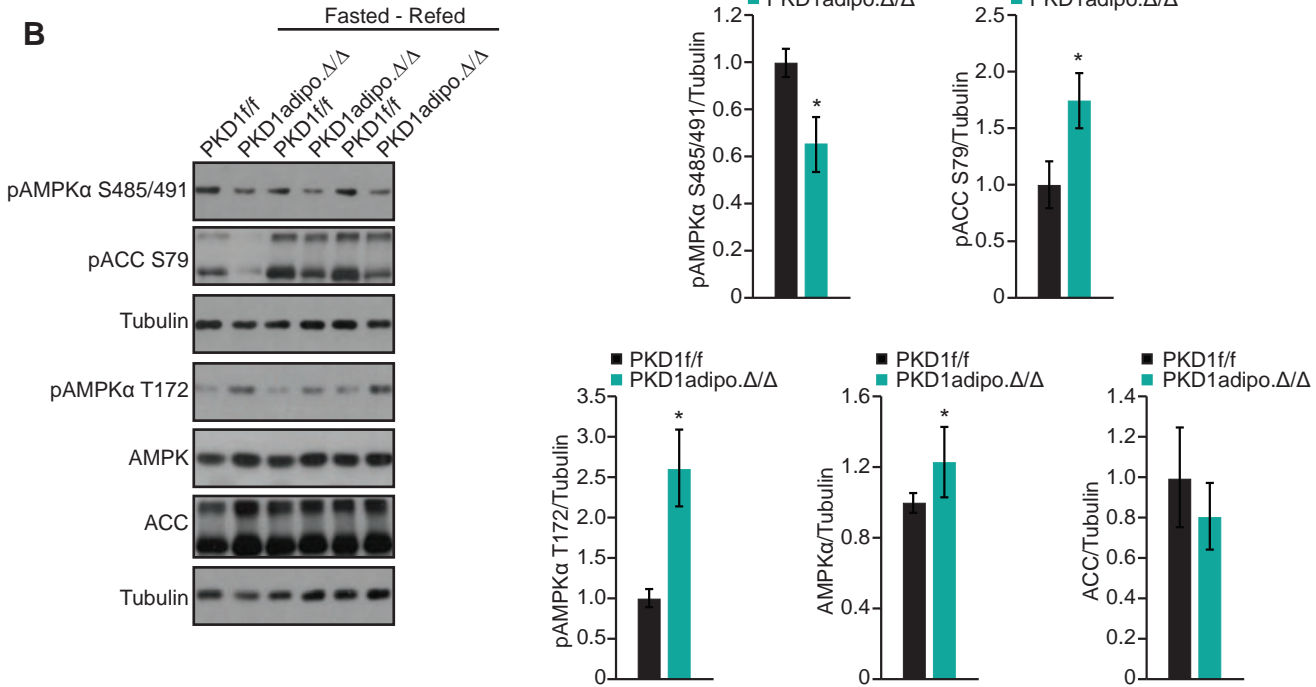 B
Fasted - Refed
PKD1f/f
PKD1adipo.Δ/Δ
PKD1f/f
PKD1adipo.Δ/Δ
PKD1f/f
PKD1adipo.Δ/Δ
pAMPKα S485/491
pACC S79
Tubulin
pAMPKα T172
AMPK
ACC
Tubulin
PKD1adipo.Δ/Δ
pAMPKα S485/491/Tubulin
1.2
1.0
0.8
0.6
0.4
0.2
0
*
PKD1adipo.Δ/Δ
pACC S79/Tubulin
2.5
2.0
1.5
1.0
0.5
0
*
PKD1f/f
PKD1adipo.Δ/Δ
pAMPKα T172/Tubulin
3.5
3.0
2.5
2.0
1.5
1.0
0.5
0
*
PKD1f/f
PKD1adipo.Δ/Δ
AMPKα/Tubulin
1.6
1.2
0.8
0.4
0
*
PKD1f/f
PKD1adipo.Δ/Δ
ACC/Tubulin
1.4
1.2
1.0
0.8
0.6
0.4
0.2
0